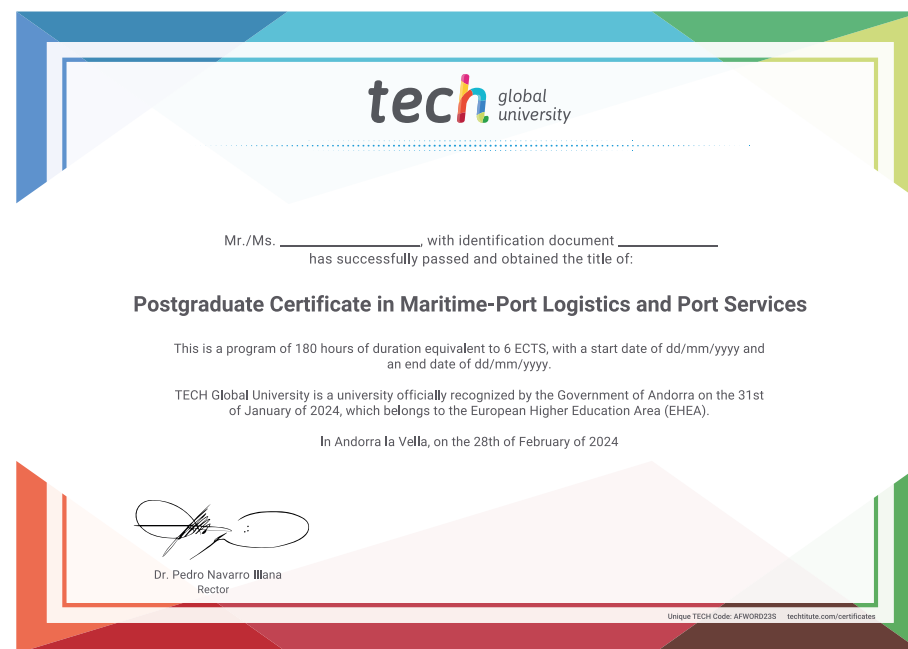 tech global university
Mr./Ms. ____________, with identification document ____________
has successfully passed and obtained the title of:
Postgraduate Certificate in Maritime-Port Logistics and Port Services
This is a program of 180 hours of duration equivalent to 6 ECTS, with a start date of dd/mm/yyyy and
an end date of dd/mm/yyyy.
TECH Global University is a university officially recognized by the Government of Andorra on the 31st
of January of 2024, which belongs to the European Higher Education Area (EHEA).
In Andorra la Vella, on the 28th of February of 2024
Dr. Pedro Navarro Illana
Rector
Unique TECH Code: AFWORD23S techtitute.com/certificates